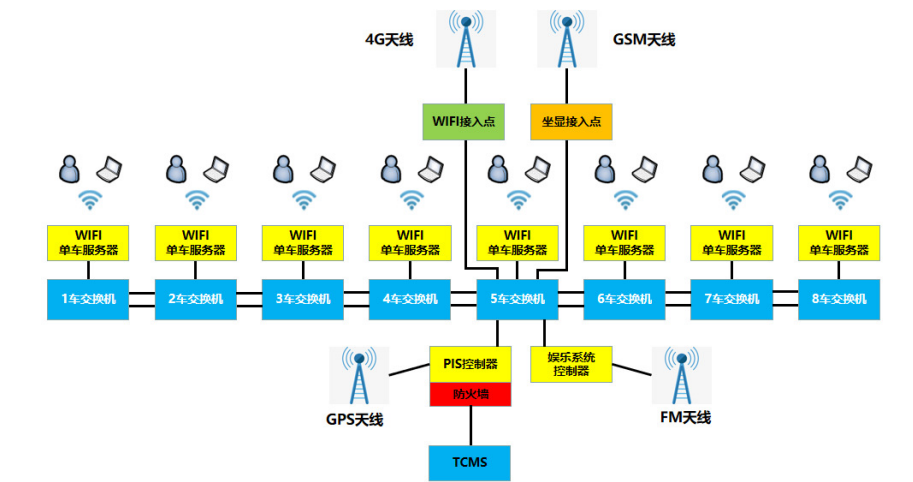 4G天线
GSM天线
WIFI接入点
坐显接入点
WIFI
单车服务器
WIFI
单车服务器
WIFI
单车服务器
WIFI
单车服务器
WIFI
单车服务器
WIFI
单车服务器
WIFI
单车服务器
WIFI
单车服务器
1车交换机
2车交换机
3车交换机
4车交换机
5车交换机
6车交换机
7车交换机
8车交换机
PIS控制器
娱乐系统
控制器
防火墙
GPS天线
FM天线
TCMS